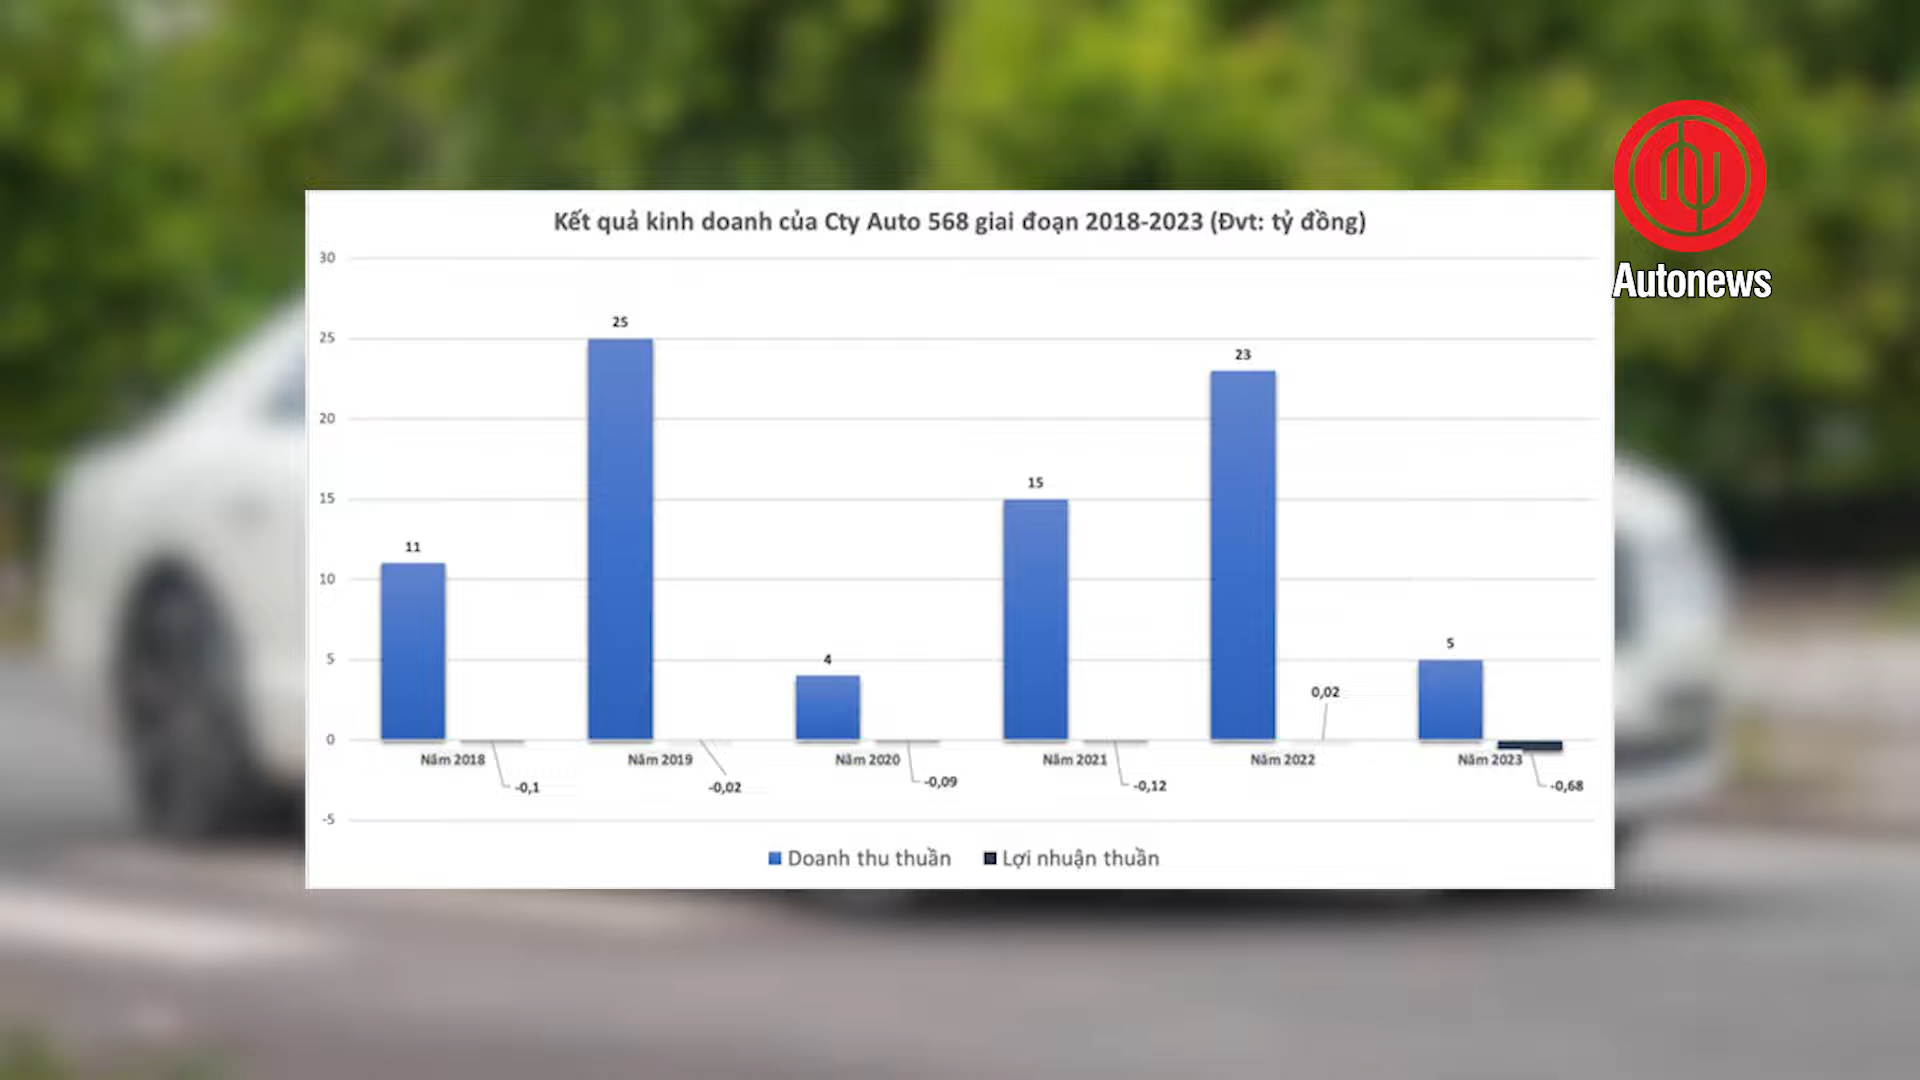 Kết quả kinh doanh của Cty Auto 568 giai đoạn 2018-2023 (Đvt: tỷ đồng)
Autonews
30
25
20
15
10
5
0
-5
11
25
4
15
23
5
-0,1
-0,02
-0,09
-0,12
0,02
-0,68
Năm 2018
Năm 2019
Năm 2020
Năm 2021
Năm 2022
Năm 2023
Doanh thu thuần
Lợi nhuận thuần